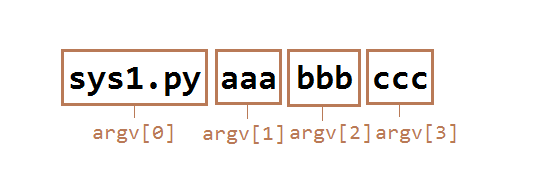 sys1.py aaa bbb ccc
argv[0] argv[1] argv[2] argv[3]